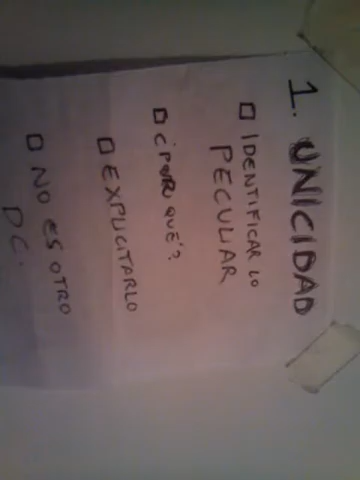 1. UNICIDAD
□ IDENTIFICAR LO
PECULIAR
□ ¿POR QUÉ?
□ EXPLICITARLO
□ NO ES OTRO
DC.